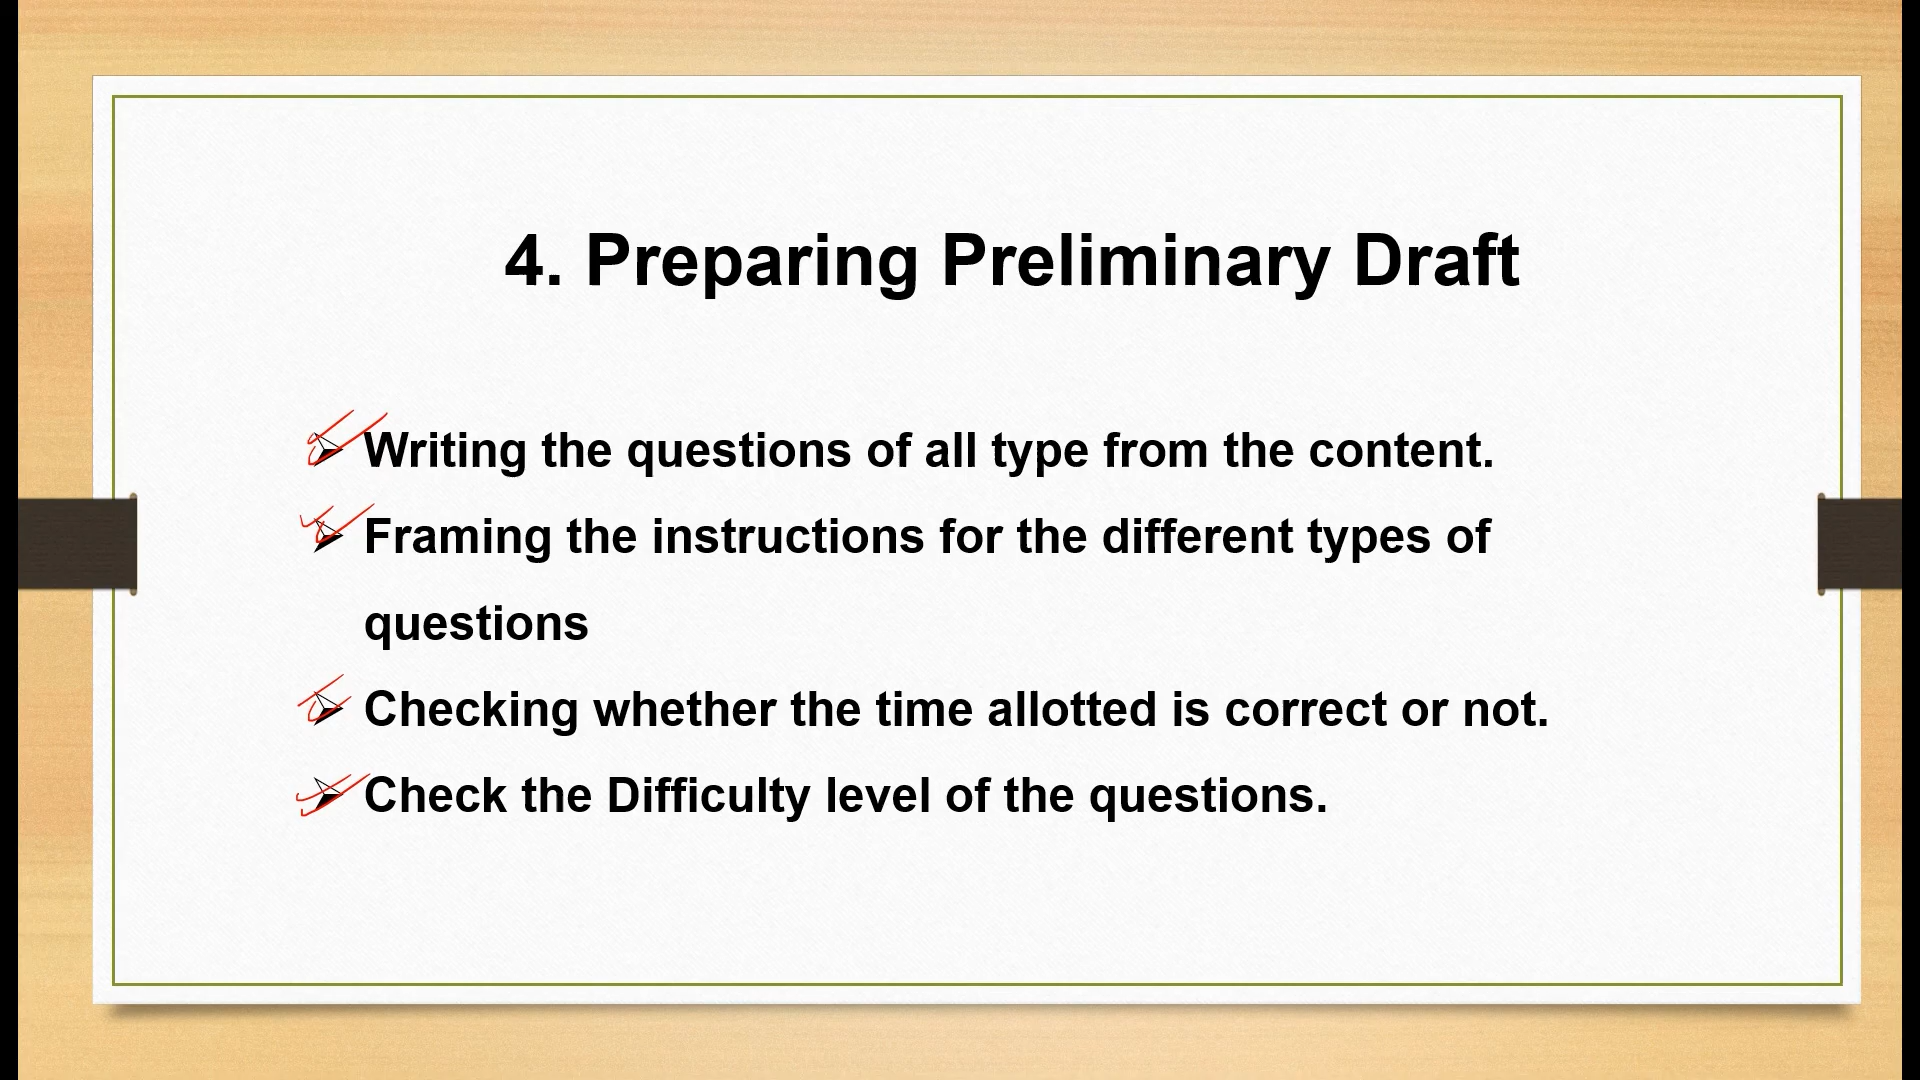 4. Preparing Preliminary Draft
Writing the questions of all type from the content.
Framing the instructions for the different types of
questions
Checking whether the time allotted is correct or not.
Check the Difficulty level of the questions.